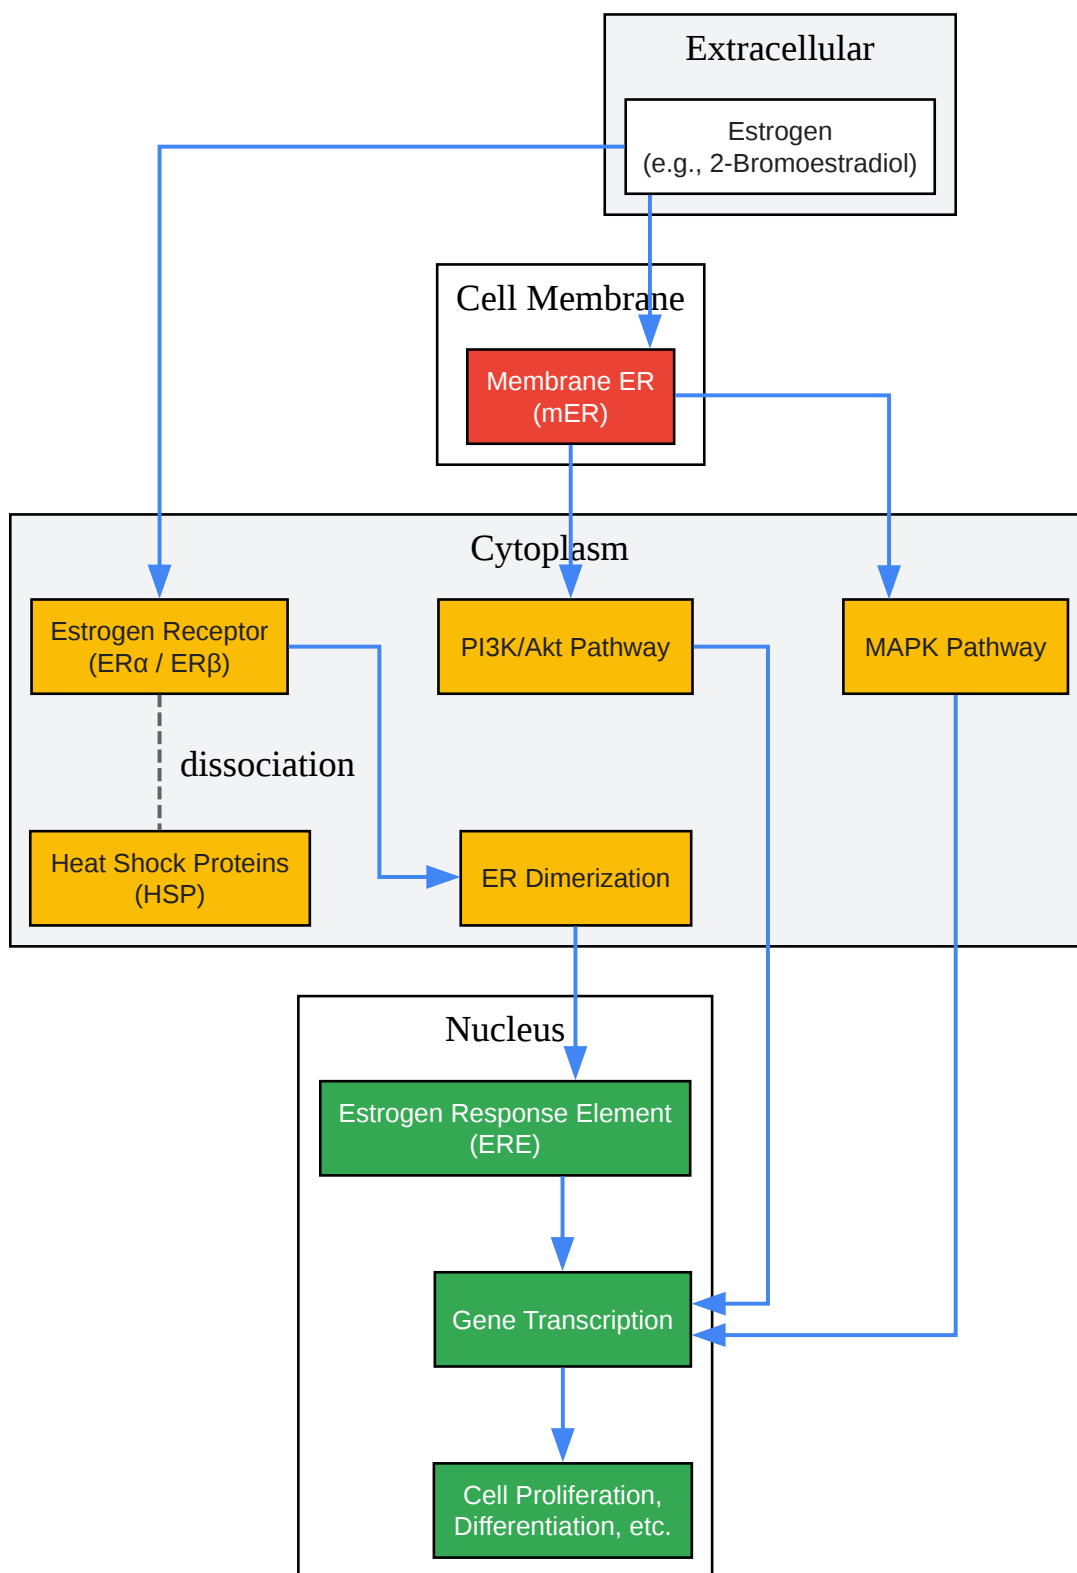 Extracellular
Estrogen
(e.g., 2-Bromoestradiol)
Cell Membrane
Membrane ER
(mER)
Cytoplasm
Estrogen Receptor
(ERα / ERβ)
PI3K/Akt Pathway
MAPK Pathway
dissociation
Heat Shock Proteins
(HSP)
ER Dimerization
Nucleus
Estrogen Response Element
(ERE)
Gene Transcription
Cell Proliferation,
Differentiation, etc.